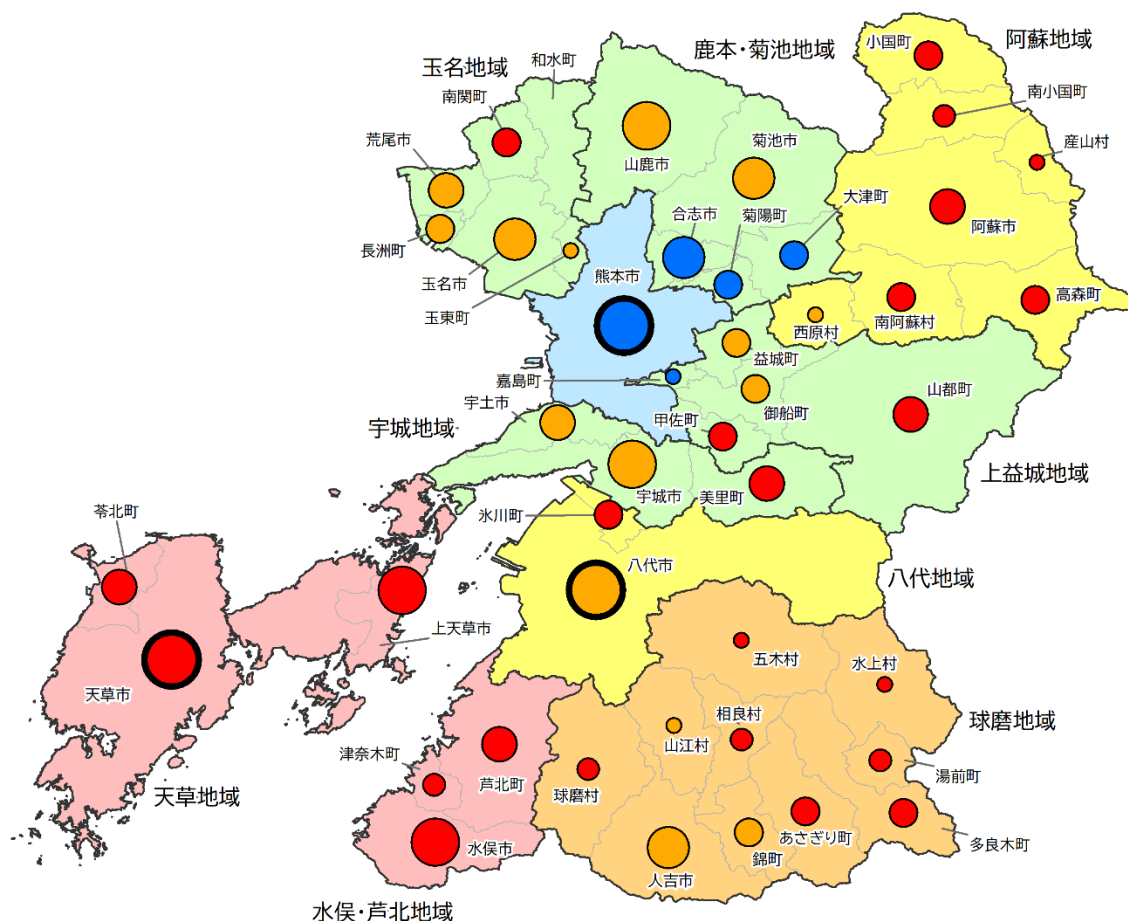 鹿本・菊池地域
阿蘇地域
小国町
玉名地域
和水町
南関町
南小国町
荒尾市
山鹿市
菊池市
産山村
大津町
合志市
菊陽町
阿蘇市
長洲町
玉名市
熊本市
玉東町
高森町
西原村
南阿蘇村
益城町
嘉島町
山都町
宇土市
御船町
甲佐町
宇城地域
上益城地域
宇城市
美里町
氷川町
苓北町
八代市
八代地域
上天草市
五木村
水上村
天草市
相良村
球磨地域
山江村
津奈木町
芦北町
球磨村
湯前町
天草地域
あさぎり町
多良木町
水俣市
錦町
人吉市
水俣・芦北地域